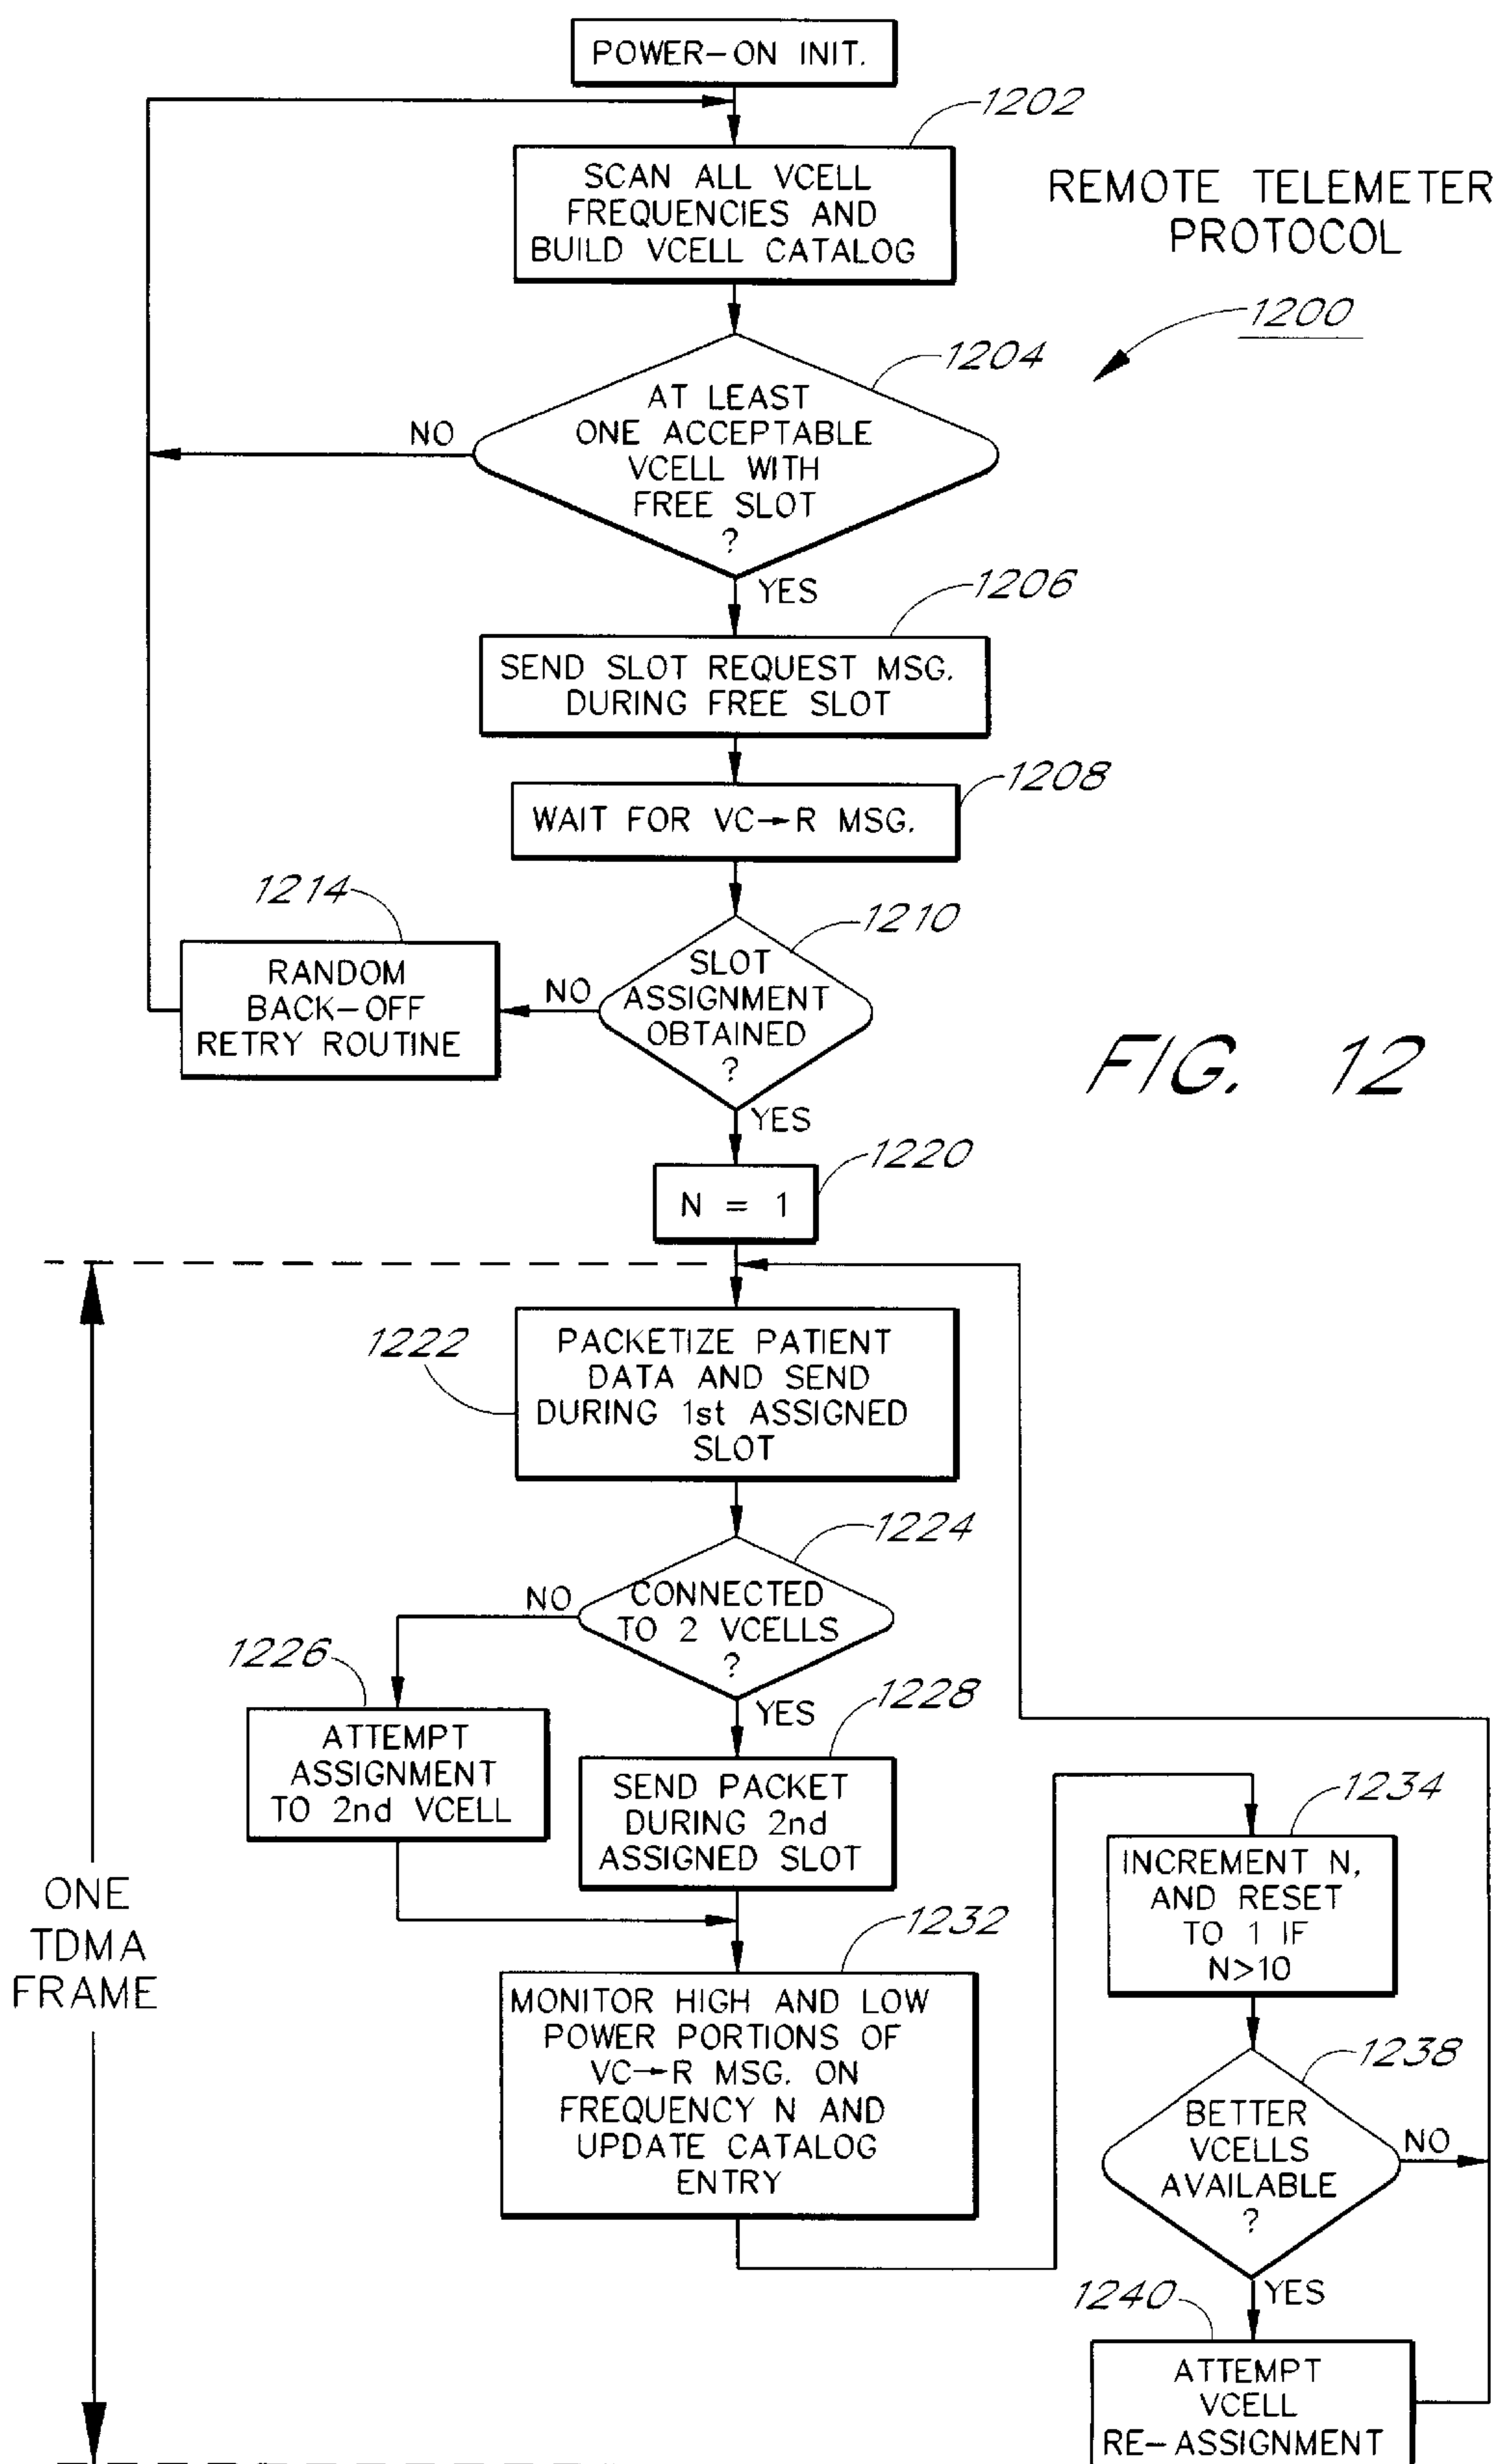 POWER-ON INIT.
1202
SCAN ALL VCELL
FREQUENCIES AND
BUILD VCELL CATALOG
REMOTE TELEMETER
PROTOCOL
1200
1204
AT LEAST
ONE ACCEPTABLE
VCELL WITH
FREE SLOT
?
NO
YES
1206
SEND SLOT REQUEST MSG.
DURING FREE SLOT
1208
WAIT FOR VC→R MSG.
1214
RANDOM
BACK-OFF
RETRY ROUTINE
1210
SLOT
ASSIGNMENT
OBTAINED
?
NO
YES
FIG. 12
1220
N = 1
1222
PACKETIZE PATIENT
DATA AND SEND
DURING 1st ASSIGNED
SLOT
1224
CONNECTED
TO 2 VCELLS
?
NO
YES
1226
ATTEMPT
ASSIGNMENT
TO 2nd VCELL
1228
SEND PACKET
DURING 2nd
ASSIGNED SLOT
ONE
TDMA
FRAME
1232
MONITOR HIGH AND LOW
POWER PORTIONS OF
VC→R MSG. ON
FREQUENCY N AND
UPDATE CATALOG
ENTRY
1234
INCREMENT N,
AND RESET
TO 1 IF
N>10
1238
BETTER
VCELLS
AVAILABLE
?
NO
YES
1240
ATTEMPT
VCELL
RE-ASSIGNMENT